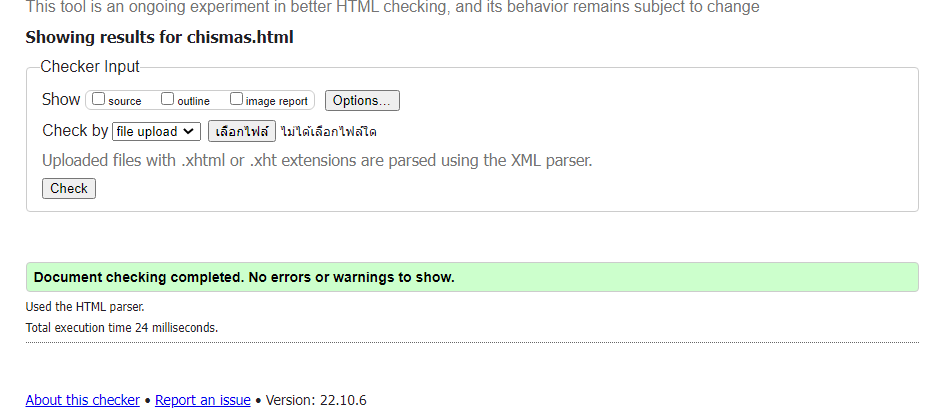 This tool is an ongoing experiment in better HTML checking, and its behavior remains subject to change
Showing results for chismas.html
Checker Input
Show source outline image report Options...
Check by file upload เลือกไฟล์ ไม่ได้เลือกไฟล์ใด
Uploaded files with .xhtml or .xht extensions are parsed using the XML parser.
Check
Document checking completed. No errors or warnings to show.
Used the HTML parser.
Total execution time 24 milliseconds.
About this checker • Report an issue • Version: 22.10.6